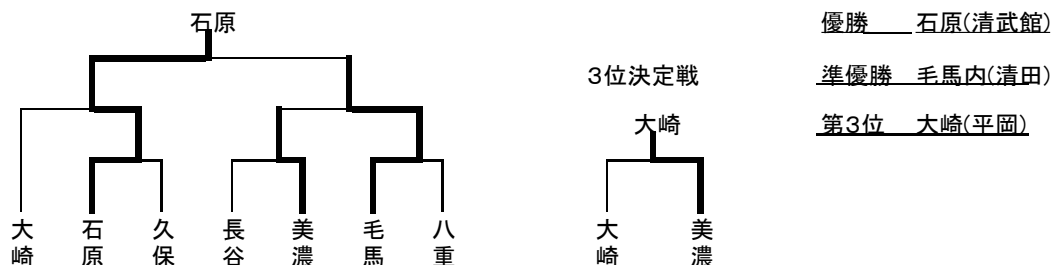 石原
優勝 石原(清武館)
3位決定戦
準優勝 毛馬内(清田)
大崎
第3位 大崎(平岡)
大崎
石原
久保
長谷
美濃
毛馬
八重
大崎
美濃